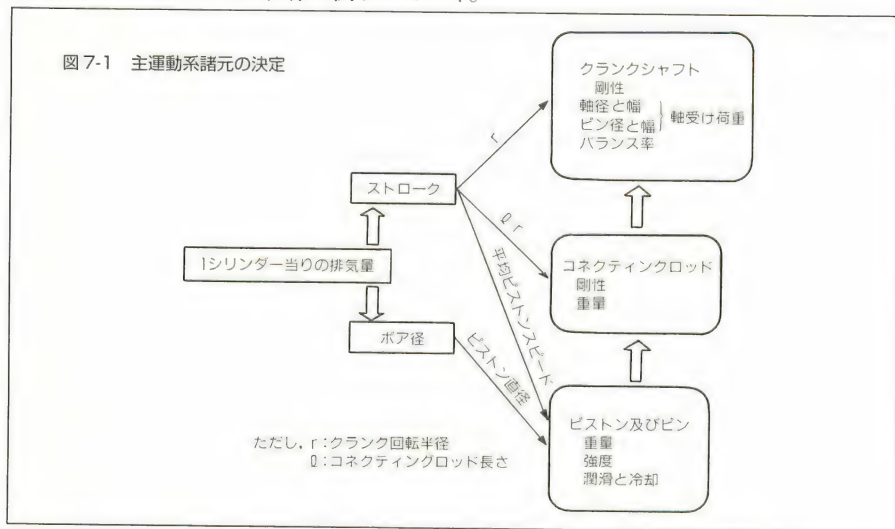 図7-1 主運動系諸元の決定
クランクシャフト
剛性
軸径と幅
ピン径と幅
軸受け荷重
バランス率
r
ストローク
ℓ r
平均ピストンスピード
1シリンダー当りの排気量
コネクティングロッド
剛性
重量
ボア径
ピストン直径
ピストン及びピン
重量
強度
潤滑と冷却
ただし，r：クランク回転半径
ℓ：コネクティングロッド長さ